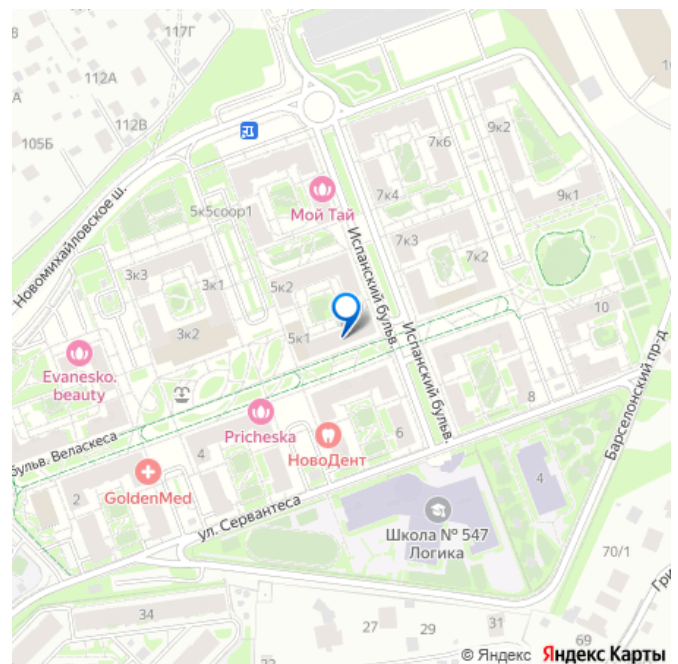 117Г
8
112А
А
112В
105Б
7к6
9к2
7к4
9к1
Мой Тай
5к5соор1
Испанский бульв.
7к3
7к2
Новомихайловское ш.
3к3
3к1
5к2
10
3к2
5к1
Испанский бульв.
Барселонский пр-д
Evanesko.
beauty
8
Pricheska
бульв. Веласкеса
4
6
НовоДент
GoldenMed
2
4
ул. Сервантеса
Школа № 547
Логика
70/1
34
27
29
31
69
© Яндекс Яндекс Карты